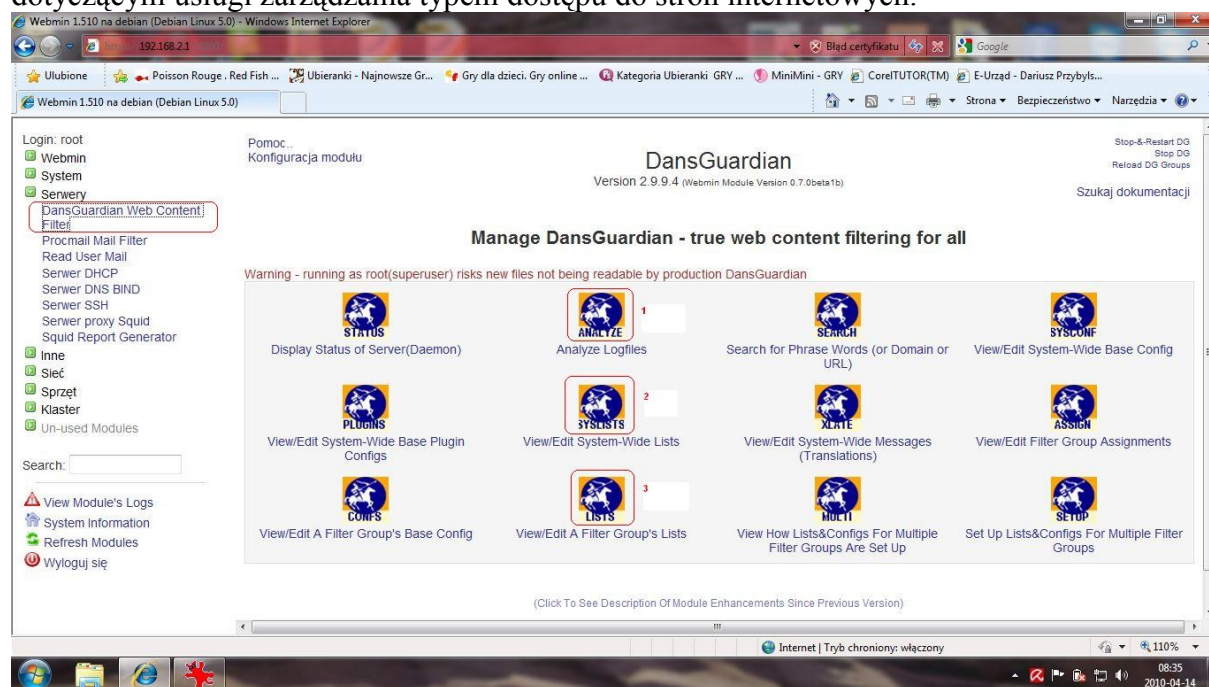 dotyczącym usługi zarządzania typem dostępu do stron internetowych.
Webmin 1.510 na debian (Debian Linux 5.0) - Windows Internet Explorer
192.168.2.1
Błąd certyfikatu
Google
Ulubione
Poisson Rouge . Red Fish ...
Ubieranki - Najnowsze Gr...
Gry dla dzieci. Gry online ...
Kategoria Ubieranki GRY ...
MiniMini - GRY
CorelTUTOR(TM)
E-Urząd - Dariusz Przybyls...
Webmin 1.510 na debian (Debian Linux 5.0)
Strona
Bezpieczeństwo
Narzędzia
Login: root
Webmin
System
Serwery
DansGuardian Web Content
Filter
Procmail Mail Filter
Read User Mail
Serwer DHCP
Serwer DNS BIND
Serwer SSH
Serwer proxy Squid
Squid Report Generator
Inne
Sieć
Sprzęt
Klaster
Un-used Modules
Search:
View Module's Logs
System Information
Refresh Modules
Wyloguj się
Pomoc..
Konfiguracja modułu
DansGuardian
Version 2.9.9.4 (Webmin Module Version 0.7.0beta1b)
Stop-&-Restart DG
Stop DG
Reload DG Groups
Szukaj dokumentacji
Manage DansGuardian - true web content filtering for all
Warning - running as root(superuser) risks new files not being readable by production DansGuardian
STATUS
Display Status of Server(Daemon)
ANALYZE
1
Analyze Logfiles
SEARCH
Search for Phrase Words (or Domain or
URL)
SYSCONF
View/Edit System-Wide Base Config
PLUGINS
View/Edit System-Wide Base Plugin
Configs
SYSLISTS
2
View/Edit System-Wide Lists
XLATE
View/Edit System-Wide Messages
(Translations)
ASSIGN
View/Edit Filter Group Assignments
CONFS
View/Edit A Filter Group's Base Config
LISTS
3
View/Edit A Filter Group's Lists
MULTI
View How Lists&Configs For Multiple
Filter Groups Are Set Up
SETUP
Set Up Lists&Configs For Multiple Filter
Groups
(Click To See Description Of Module Enhancements Since Previous Version)
Internet | Tryb chroniony: włączony
110%
08:35
2010-04-14